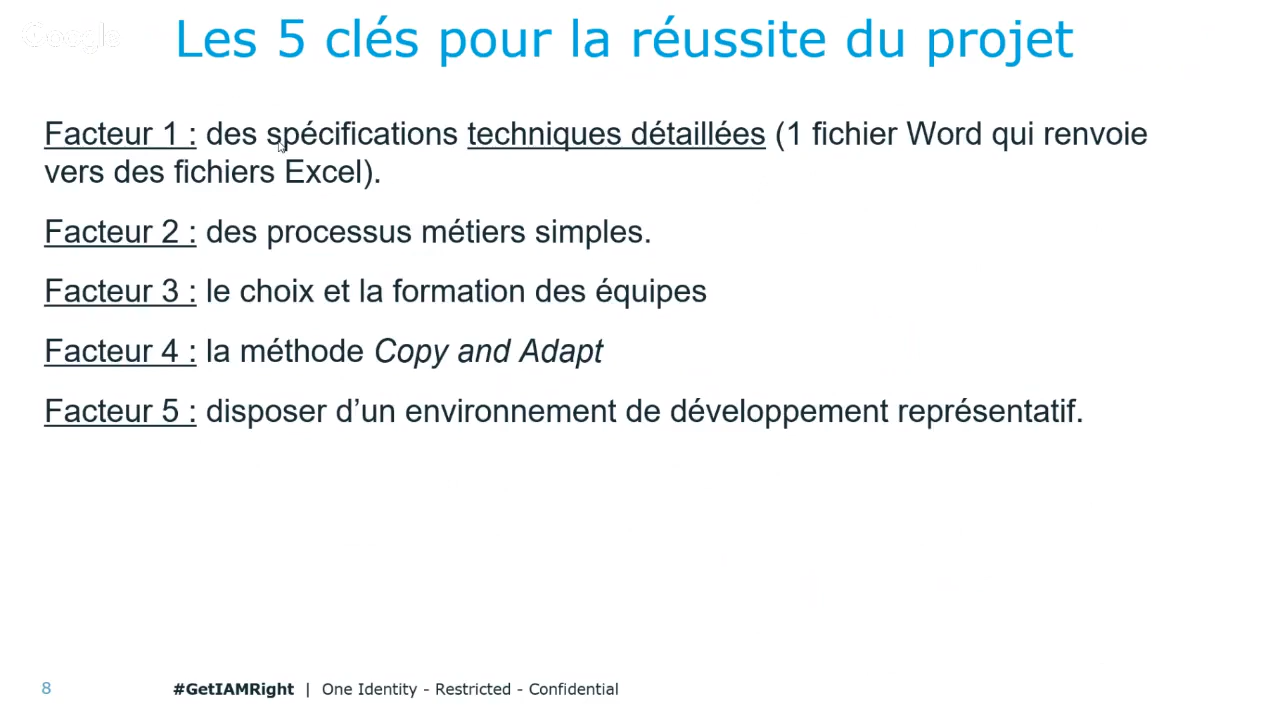 Google
Les 5 clés pour la réussite du projet
Facteur 1 : des spécifications techniques détaillées (1 fichier Word qui renvoie
vers des fichiers Excel).
Facteur 2 : des processus métiers simples.
Facteur 3 : le choix et la formation des équipes
Facteur 4 : la méthode Copy and Adapt
Facteur 5 : disposer d’un environnement de développement représentatif.
8 #GetIAMRight | One Identity - Restricted - Confidential